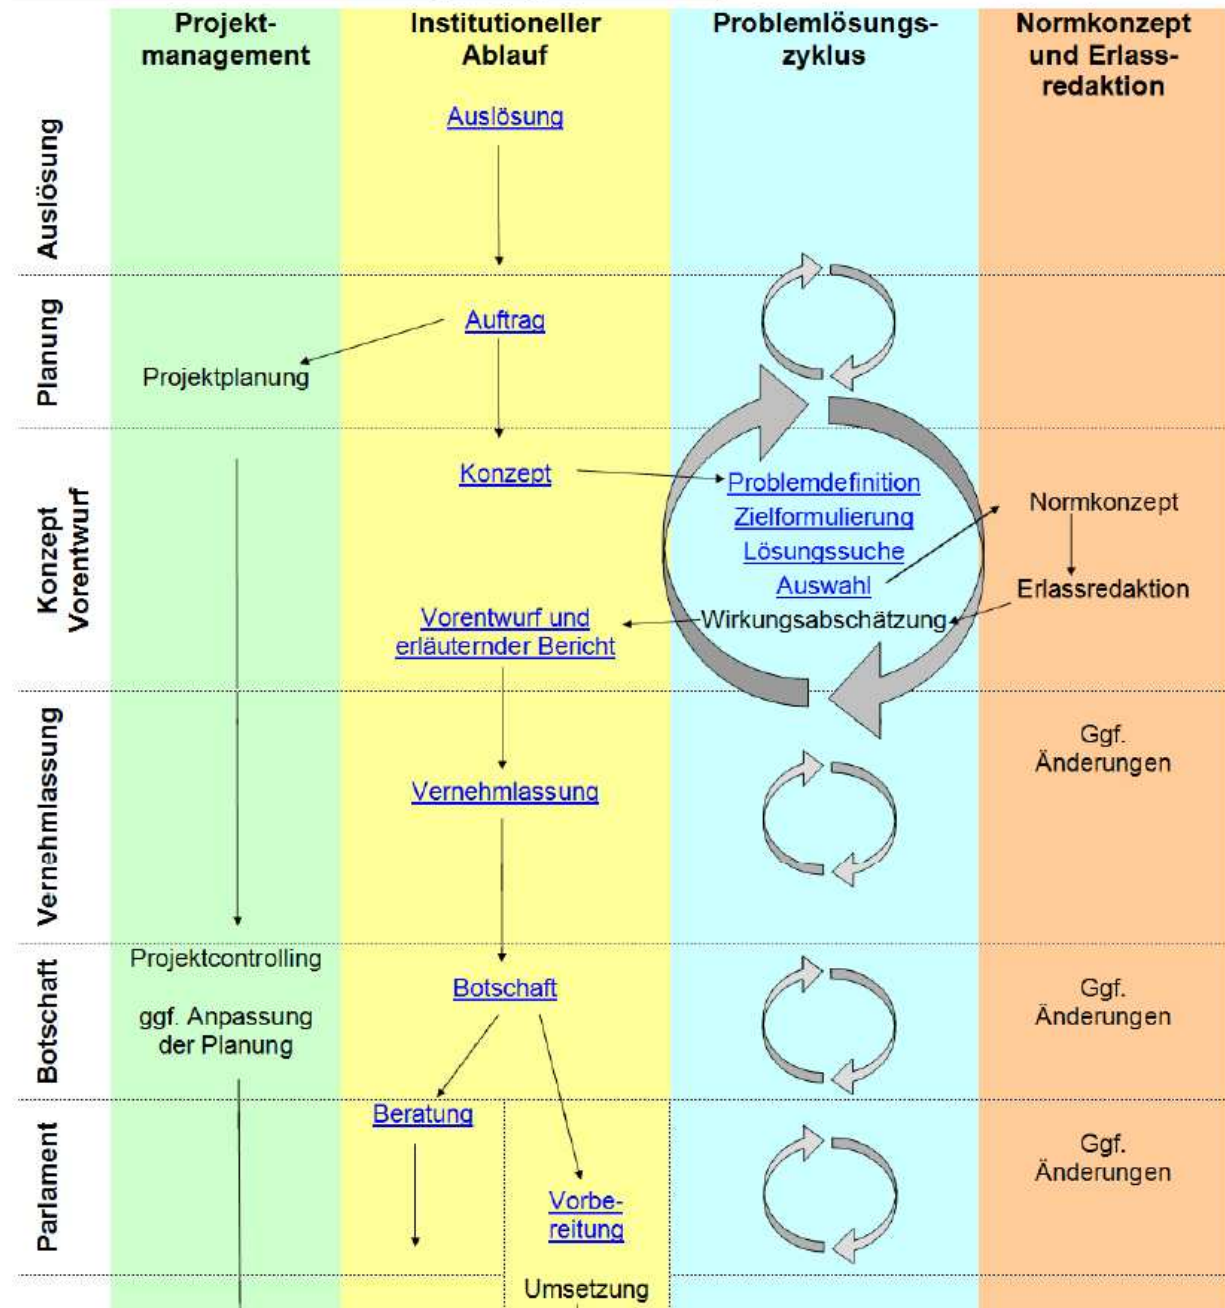 Projekt-
management
Institutioneller
Ablauf
Problemlösungs-
zyklus
Normkonzept
und Erlass-
redaktion
Auslösung
Auslösung
Planung
Auftrag
Projektplanung
Konzept
Vorentwurf
Konzept
Problemdefinition
Zielformulierung
Lösungssuche
Auswahl
Wirkungsabschätzung
Normkonzept
Erlassredaktion
Vorentwurf und
erläuternder Bericht
Vernehmlassung
Vernehmlassung
Ggf.
Änderungen
Botschaft
Projektcontrolling
ggf. Anpassung
der Planung
Botschaft
Ggf.
Änderungen
Parlament
Beratung
Vorbe-
reitung
Ggf.
Änderungen
Umsetzung